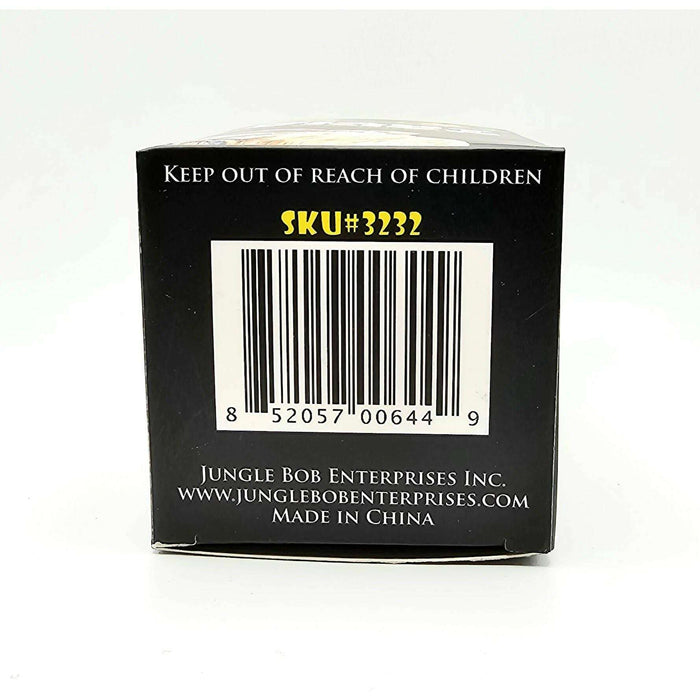 KEEP OUT OF REACH OF CHILDREN
SKU#3232
8 52057 00644 9
JUNGLE BOB ENTERPRISES INC.
WWW.JUNGLEBOBENTERPRISES.COM
MADE IN CHINA